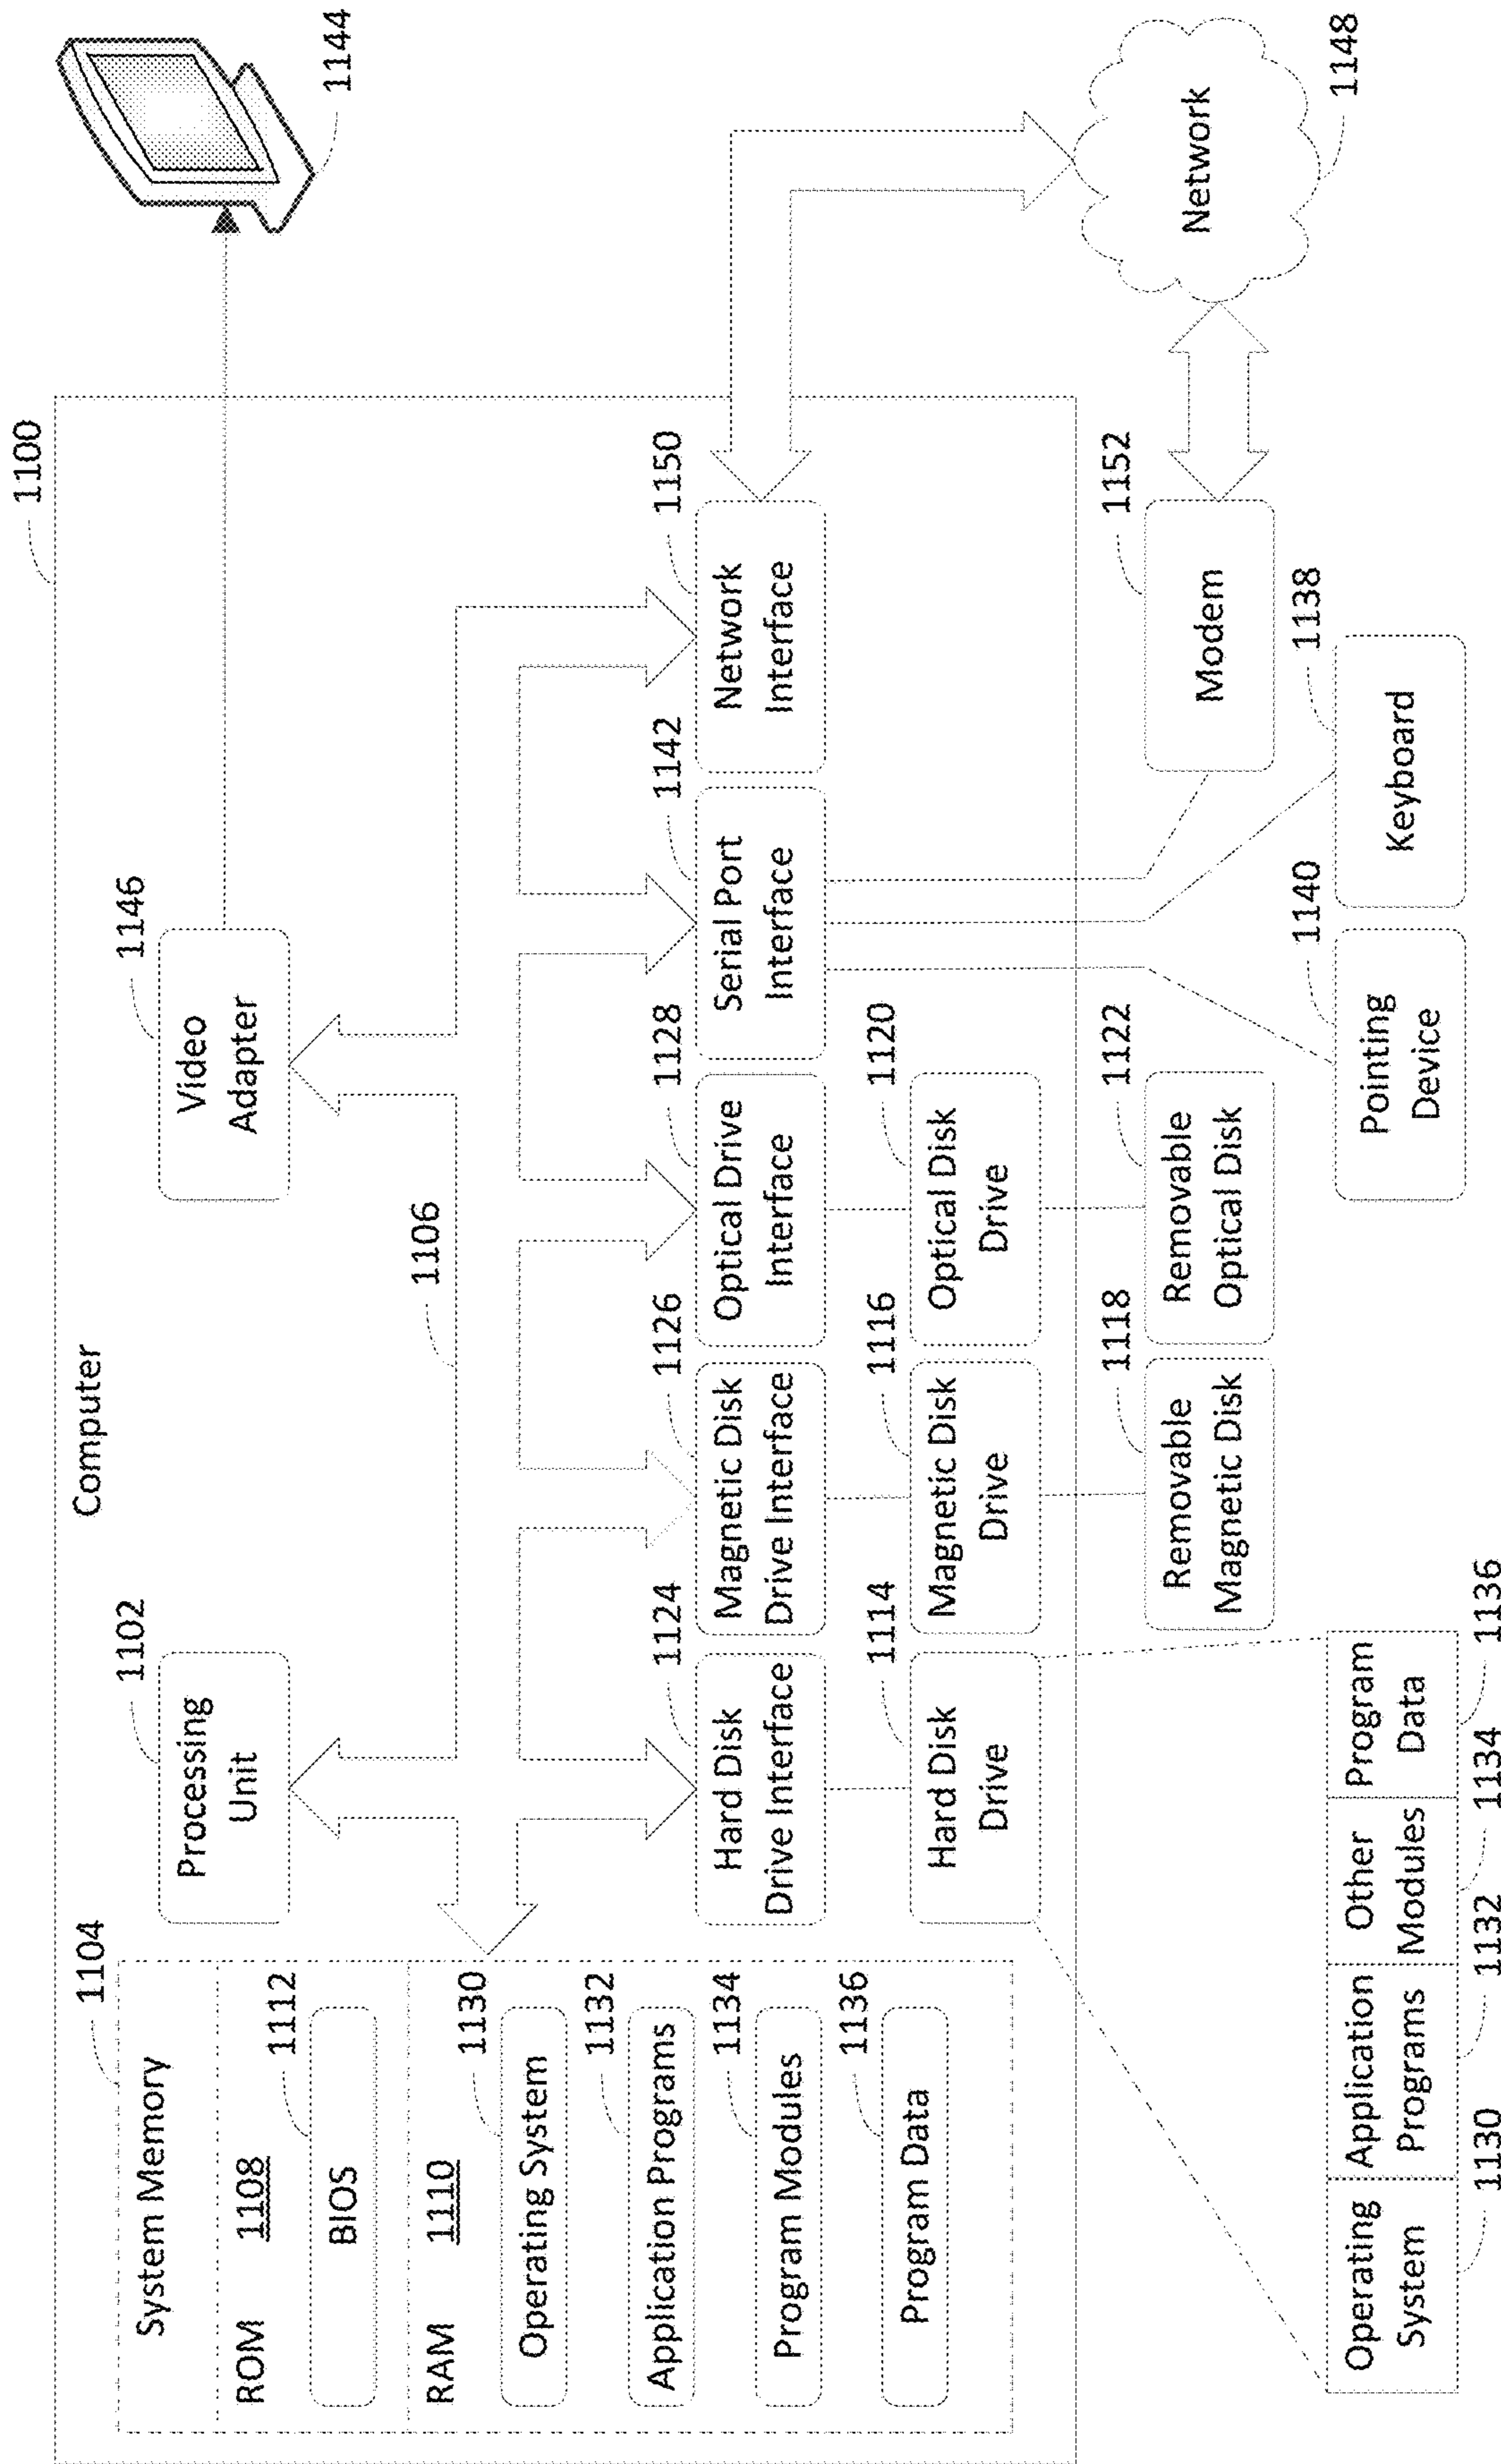 1100
Computer
1144
1104
System Memory
ROM 1108
1112
BIOS
RAM 1110
1130
Operating System
1132
Application Programs
1134
Program Modules
1136
Program Data
1102
Processing
Unit
1106
1146
Video
Adapter
1124
Hard Disk
Drive Interface
1126
Magnetic Disk
Drive Interface
1128
Optical Drive
Interface
1142
Serial Port
Interface
1150
Network
Interface
1114
Hard Disk
Drive
1116
Magnetic Disk
Drive
1120
Optical Disk
Drive
1118
Removable
Magnetic Disk
1122
Removable
Optical Disk
1152
Modem
Network
1148
1140
Pointing
Device
1138
Keyboard
Operating
System
1130
Application
Programs
1132
Other
Modules
1134
Program
Data
1136